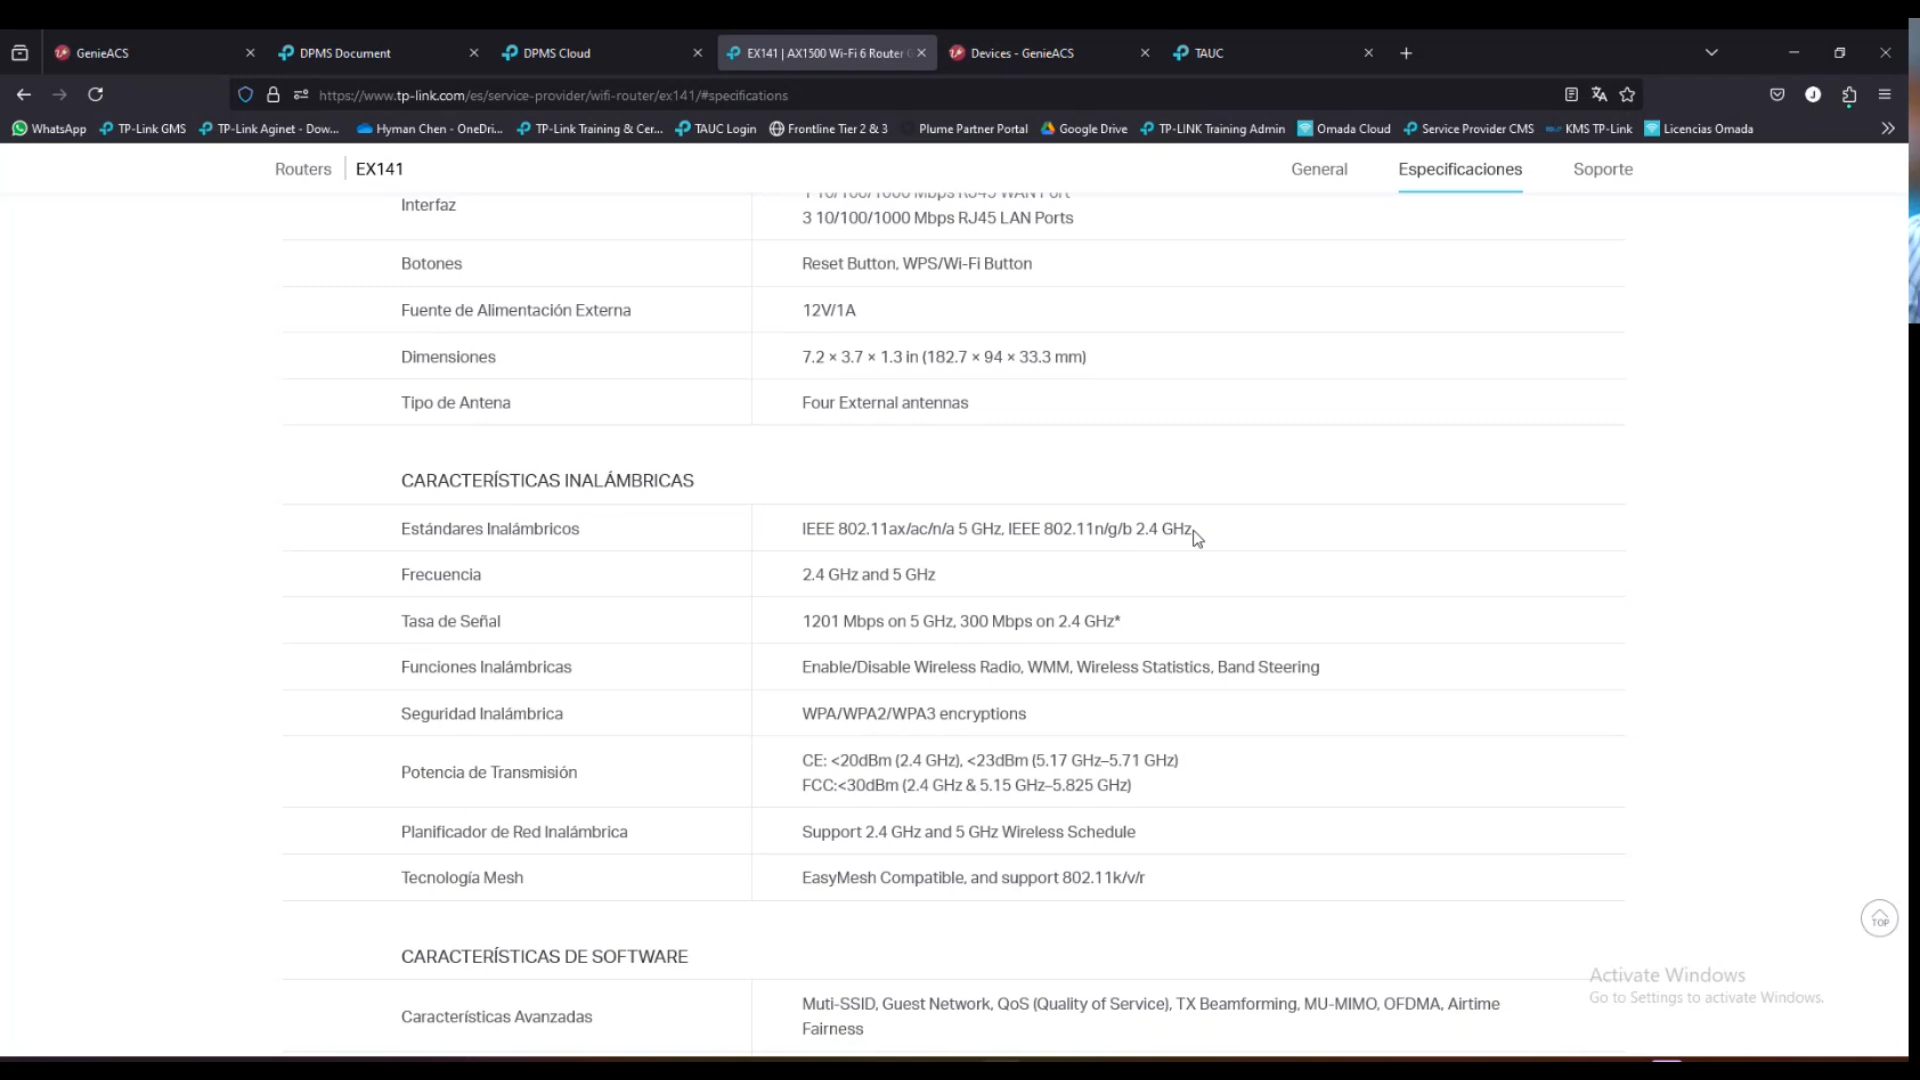 GenieACS
DPMS Document
DPMS Cloud
EX141 | AX1500 Wi-Fi 6 Router
Devices - GenieACS
TAUC
https://www.tp-link.com/es/service-provider/wifi-router/ex141/#specifications
J
WhatsApp
TP-Link GMS
TP-Link Aginet - Dow...
Hyman Chen - OneDri...
TP-Link Training & Cer...
TAUC Login
Frontline Tier 2 & 3
Plume Partner Portal
Google Drive
TP-LINK Training Admin
Omada Cloud
Service Provider CMS
KMS TP-Link
Licencias Omada
Routers
EX141
General
Especificaciones
Soporte
Interfaz
1 10/100/1000 Mbps RJ45 WAN Port
3 10/100/1000 Mbps RJ45 LAN Ports
Botones
Reset Button, WPS/Wi-Fi Button
Fuente de Alimentación Externa
12V/1A
Dimensiones
7.2 × 3.7 × 1.3 in (182.7 × 94 × 33.3 mm)
Tipo de Antena
Four External antennas
CARACTERÍSTICAS INALÁMBRICAS
Estándares Inalámbricos
IEEE 802.11ax/ac/n/a 5 GHz, IEEE 802.11n/g/b 2.4 GHz
Frecuencia
2.4 GHz and 5 GHz
Tasa de Señal
1201 Mbps on 5 GHz, 300 Mbps on 2.4 GHz*
Funciones Inalámbricas
Enable/Disable Wireless Radio, WMM, Wireless Statistics, Band Steering
Seguridad Inalámbrica
WPA/WPA2/WPA3 encryptions
Potencia de Transmisión
CE: <20dBm (2.4 GHz), <23dBm (5.17 GHz–5.71 GHz)
FCC:<30dBm (2.4 GHz & 5.15 GHz–5.825 GHz)
Planificador de Red Inalámbrica
Support 2.4 GHz and 5 GHz Wireless Schedule
Tecnología Mesh
EasyMesh Compatible, and support 802.11k/v/r
TOP
CARACTERÍSTICAS DE SOFTWARE
Características Avanzadas
Muti-SSID, Guest Network, QoS (Quality of Service), TX Beamforming, MU-MIMO, OFDMA, Airtime
Fairness
Activate Windows
Go to Settings to activate Windows.